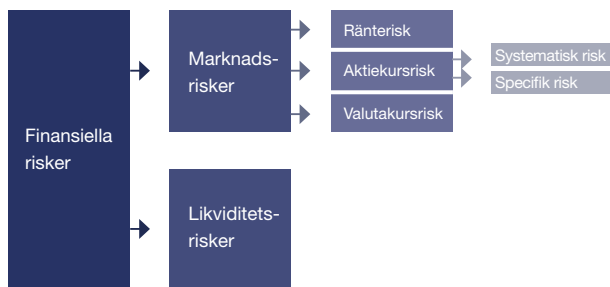 Finansiella
risker
Marknads-
risker
Ränterisk
Aktiekursrisk
Valutakursrisk
Systematisk risk
Specifik risk
Likviditets-
risker